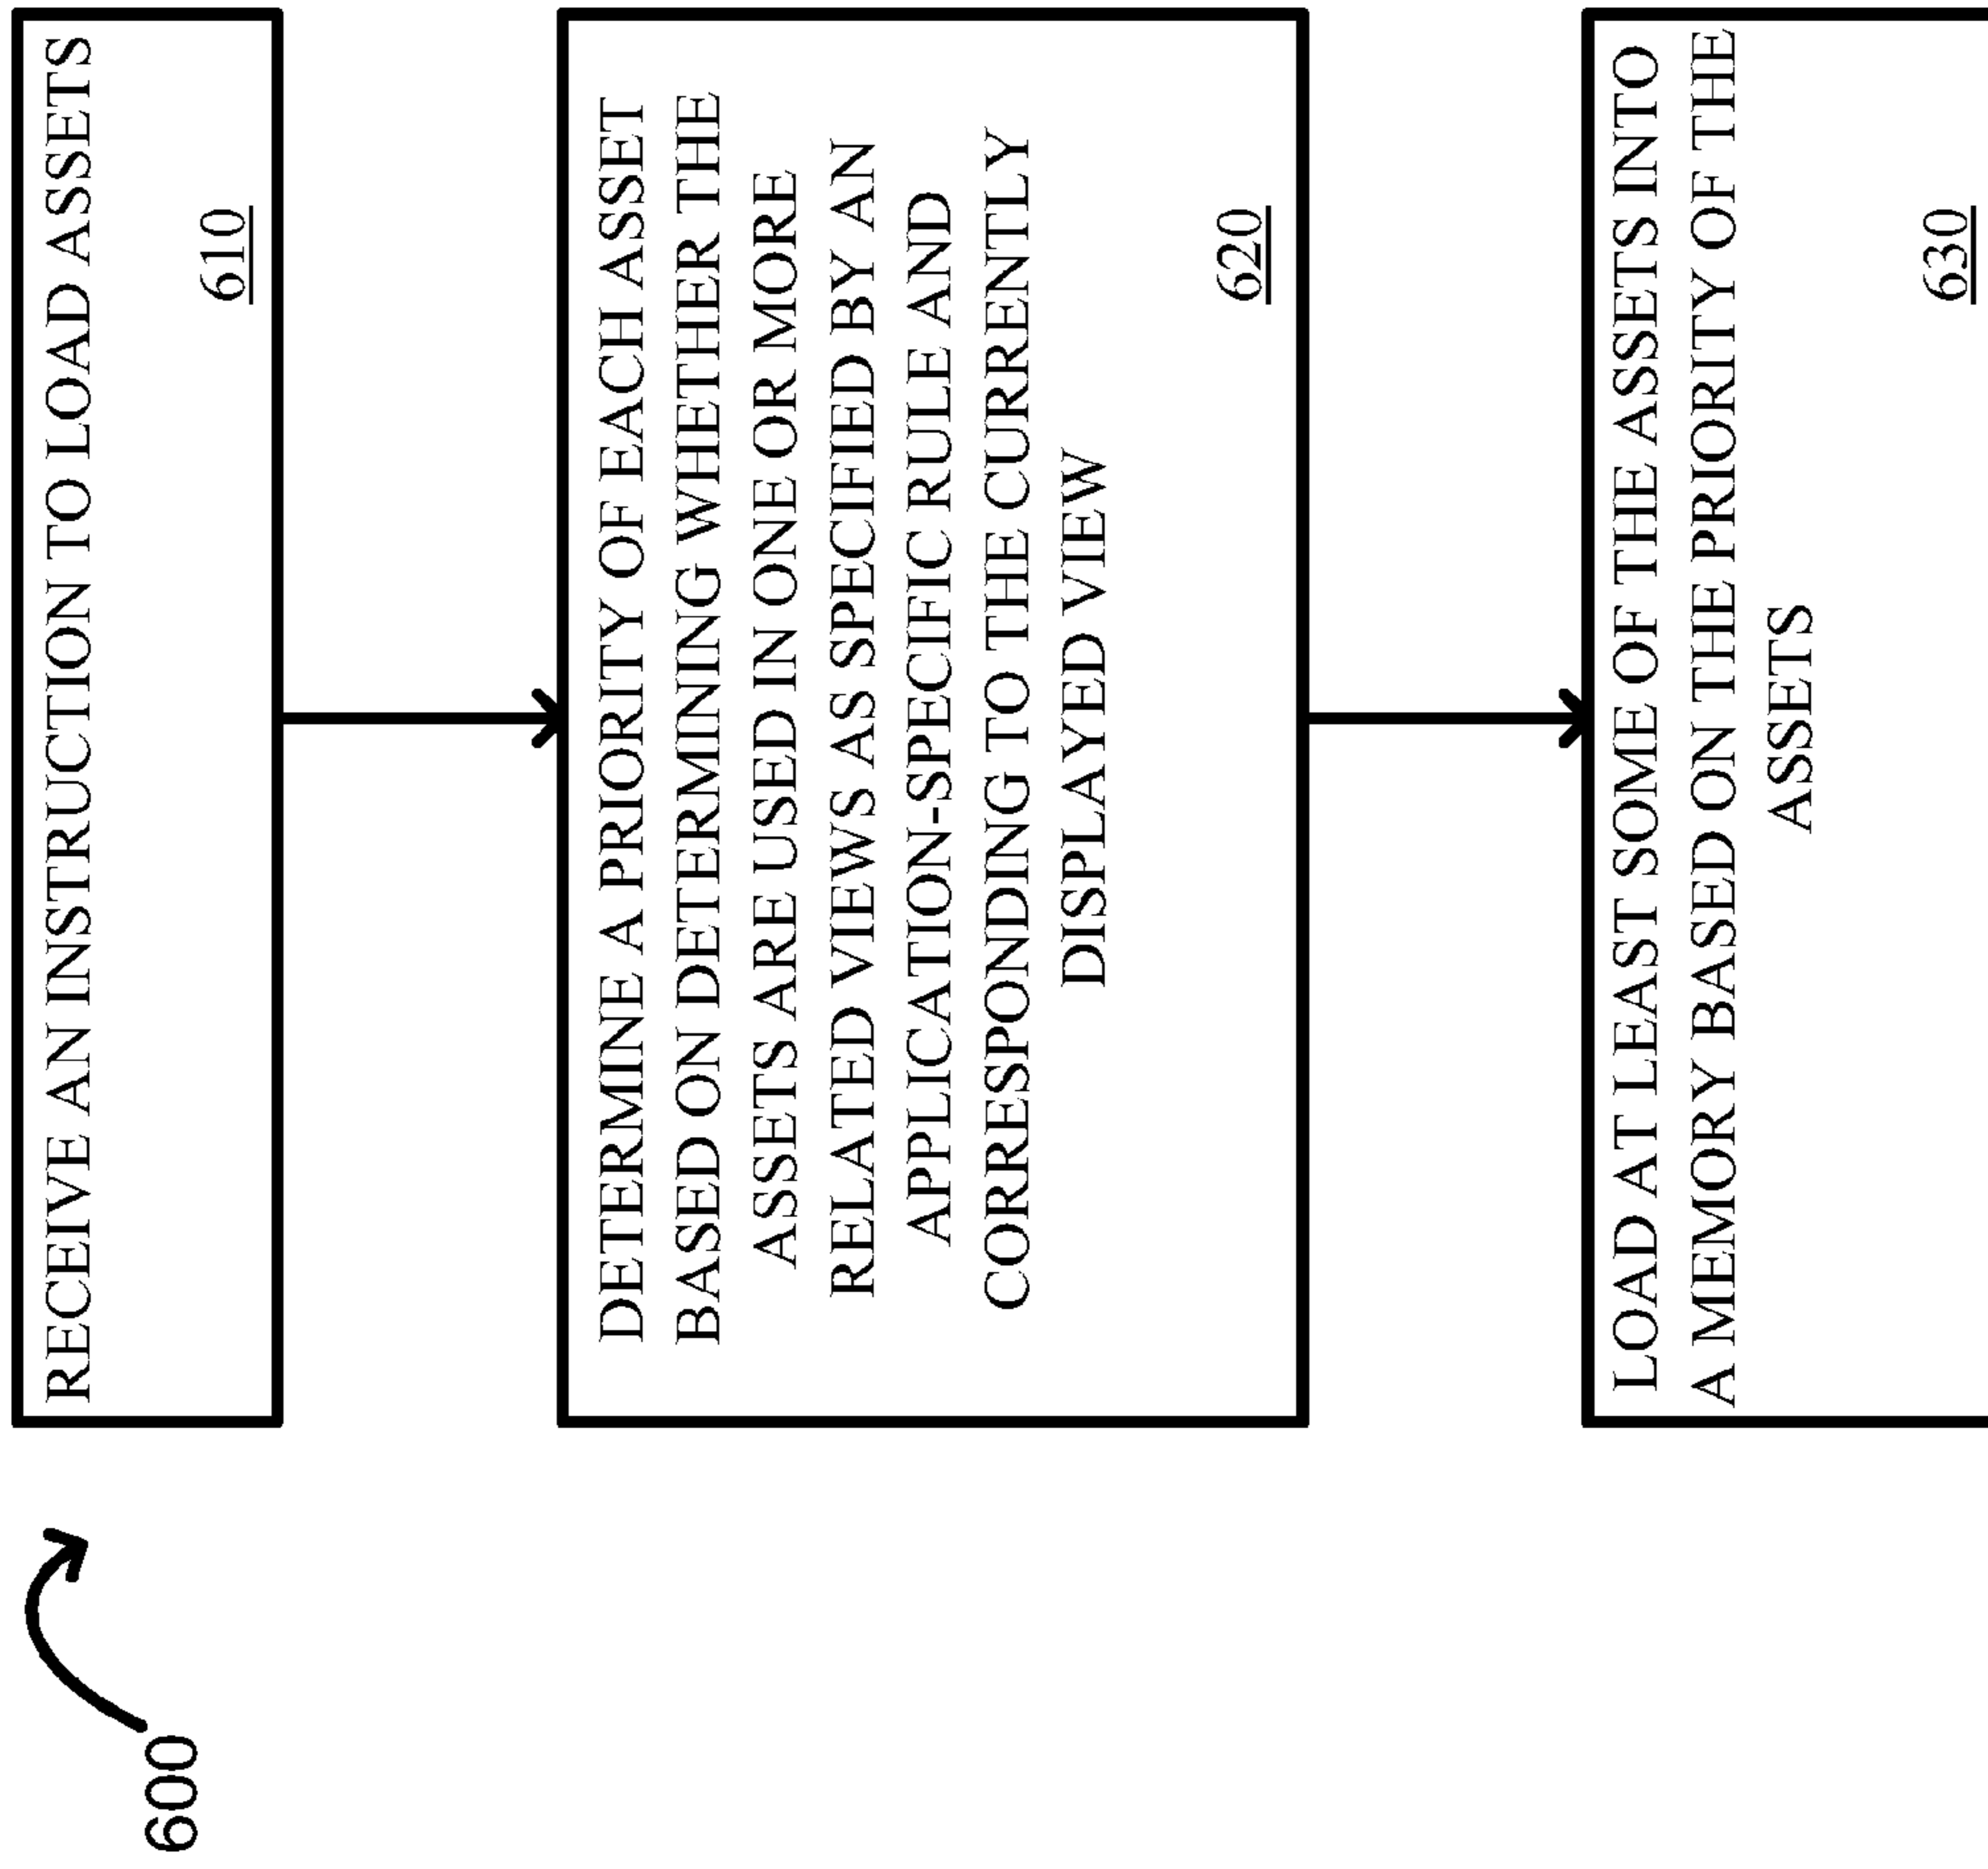 600
RECEIVE AN INSTRUCTION TO LOAD ASSETS
610
DETERMINE A PRIORITY OF EACH ASSET
BASED ON DETERMINING WHETHER THE
ASSETS ARE USED IN ONE OR MORE
RELATED VIEWS AS SPECIFIED BY AN
APPLICATION-SPECIFIC RULE AND
CORRESPONDING TO THE CURRENTLY
DISPLAYED VIEW
620
LOAD AT LEAST SOME OF THE ASSETS INTO
A MEMORY BASED ON THE PRIORITY OF THE
ASSETS
630